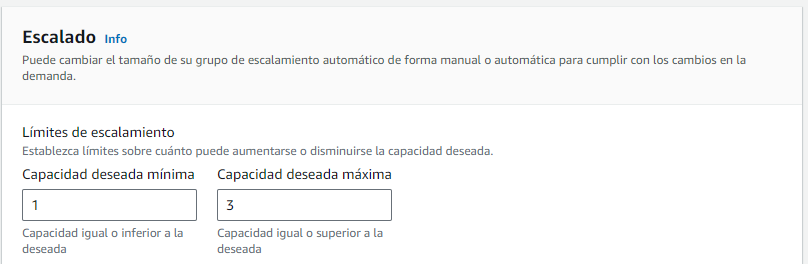 Escalado Info
Puede cambiar el tamaño de su grupo de escalamiento automático de forma manual o automática para cumplir con los cambios en la
demanda.
Límites de escalamiento
Establezca límites sobre cuánto puede aumentarse o disminuirse la capacidad deseada.
Capacidad deseada mínima Capacidad deseada máxima
1 3
Capacidad igual o inferior a la Capacidad igual o superior a la
deseada deseada